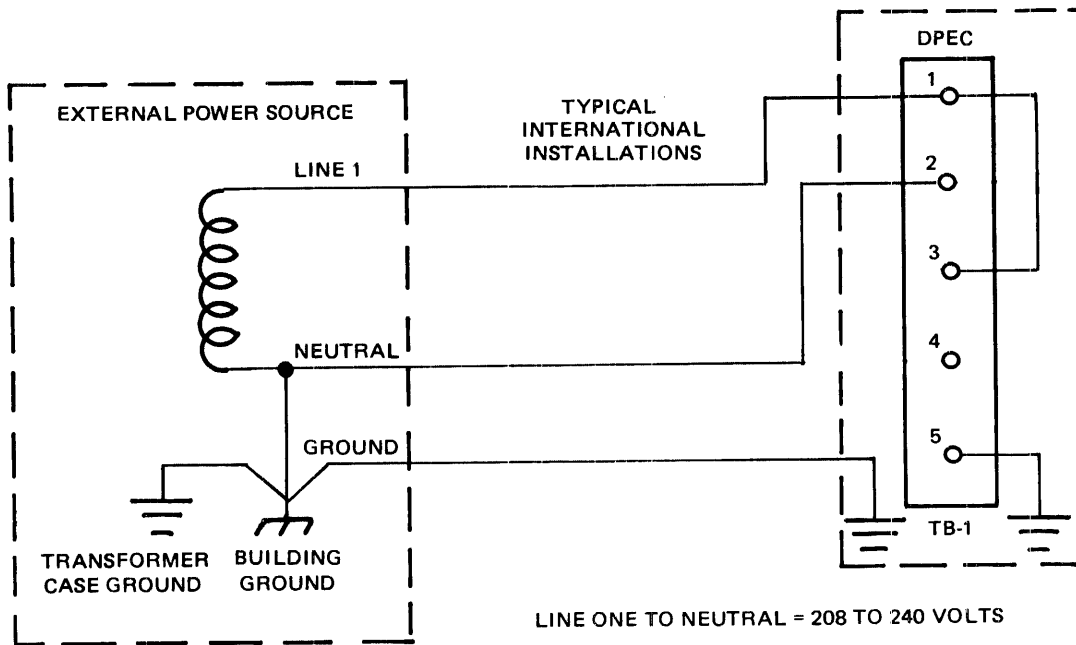 DPEC
EXTERNAL POWER SOURCE
TYPICAL
INTERNATIONAL
INSTALLATIONS
LINE 1
1
2
3
4
5
NEUTRAL
GROUND
TB-1
TRANSFORMER
CASE GROUND
BUILDING
GROUND
LINE ONE TO NEUTRAL = 208 TO 240 VOLTS